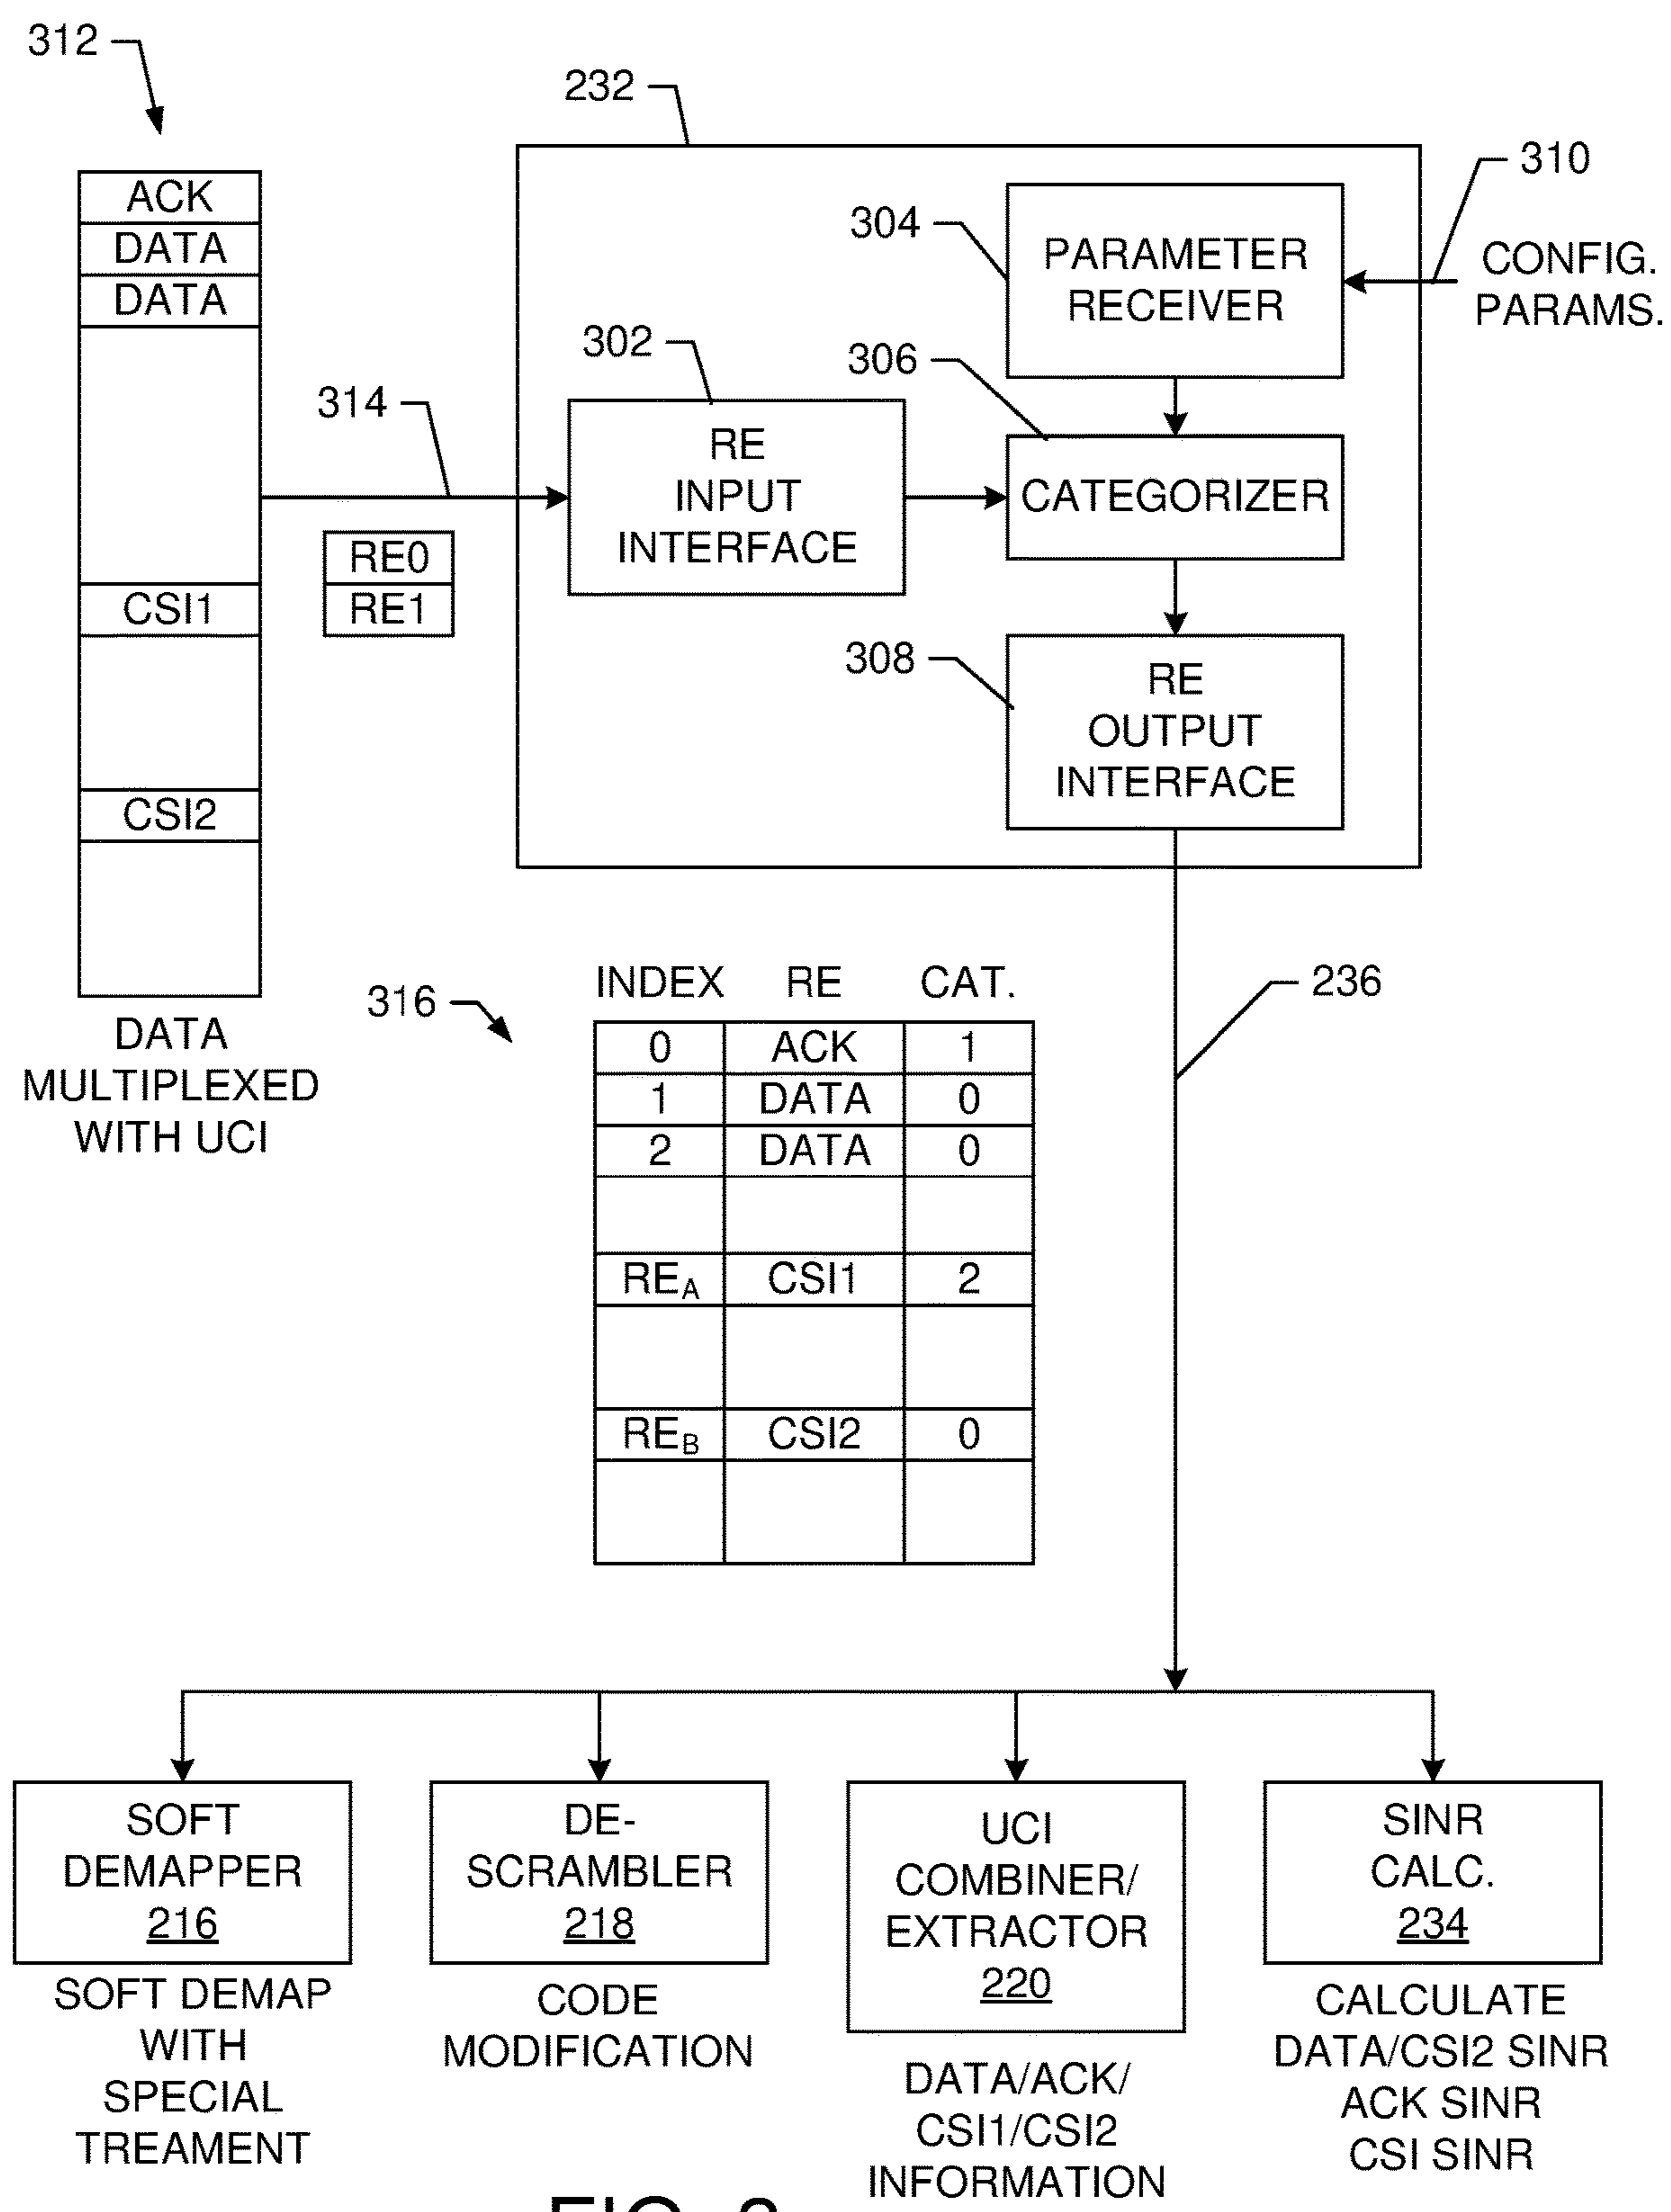 312
232
310
ACK
DATA
DATA
CSI1
CSI2
DATA
MULTIPLEXED
WITH UCI
314
RE0
RE1
304
PARAMETER
RECEIVER
CONFIG.
PARAMS.
302
RE
INPUT
INTERFACE
306
CATEGORIZER
308
RE
OUTPUT
INTERFACE
236
316
INDEX RE CAT.
0 ACK 1
1 DATA 0
2 DATA 0
REA CSI1 2
REB CSI2 0
SOFT
DEMAPPER
216
SOFT DEMAP
WITH
SPECIAL
TREAMENT
DE-
SCRAMBLER
218
CODE
MODIFICATION
UCI
COMBINER/
EXTRACTOR
220
DATA/ACK/
CSI1/CSI2
INFORMATION
SINR
CALC.
234
CALCULATE
DATA/CSI2 SINR
ACK SINR
CSI SINR